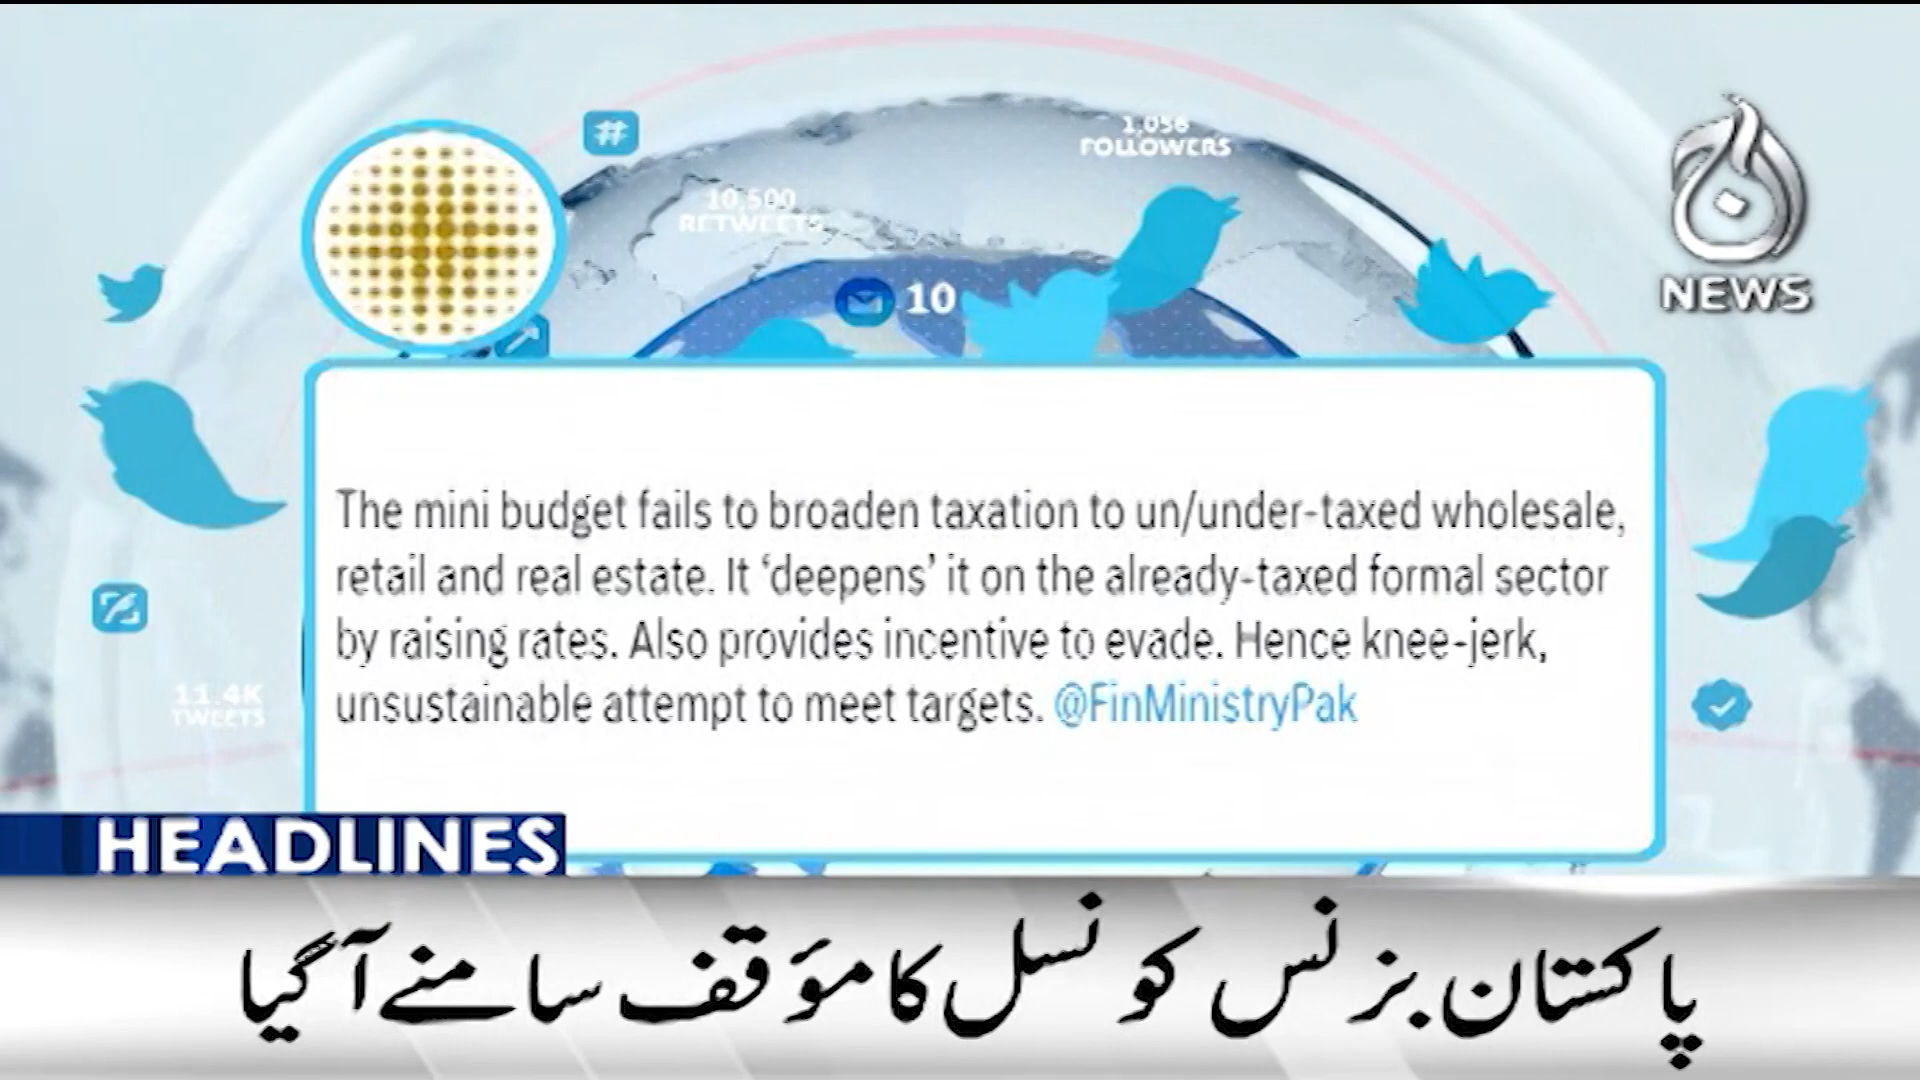 #
1,056
FOLLOWERS
10,500
RETWEETS
10
آج
NEWS
The mini budget fails to broaden taxation to un/under-taxed wholesale,
retail and real estate. It ‘deepens’ it on the already-taxed formal sector
by raising rates. Also provides incentive to evade. Hence knee-jerk,
unsustainable attempt to meet targets. @FinMinistryPak
11.4K
TWEETS
HEADLINES
پاکستان بزنس کونسل کا مؤقف سامنے آگیا